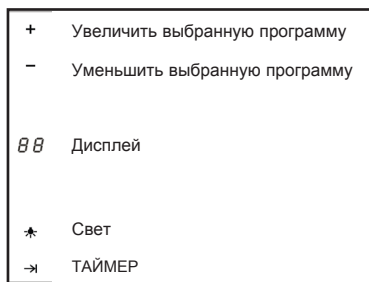 + Увеличить выбранную программу
− Уменьшить выбранную программу
88 Дисплей
Свет
ТАЙМЕР